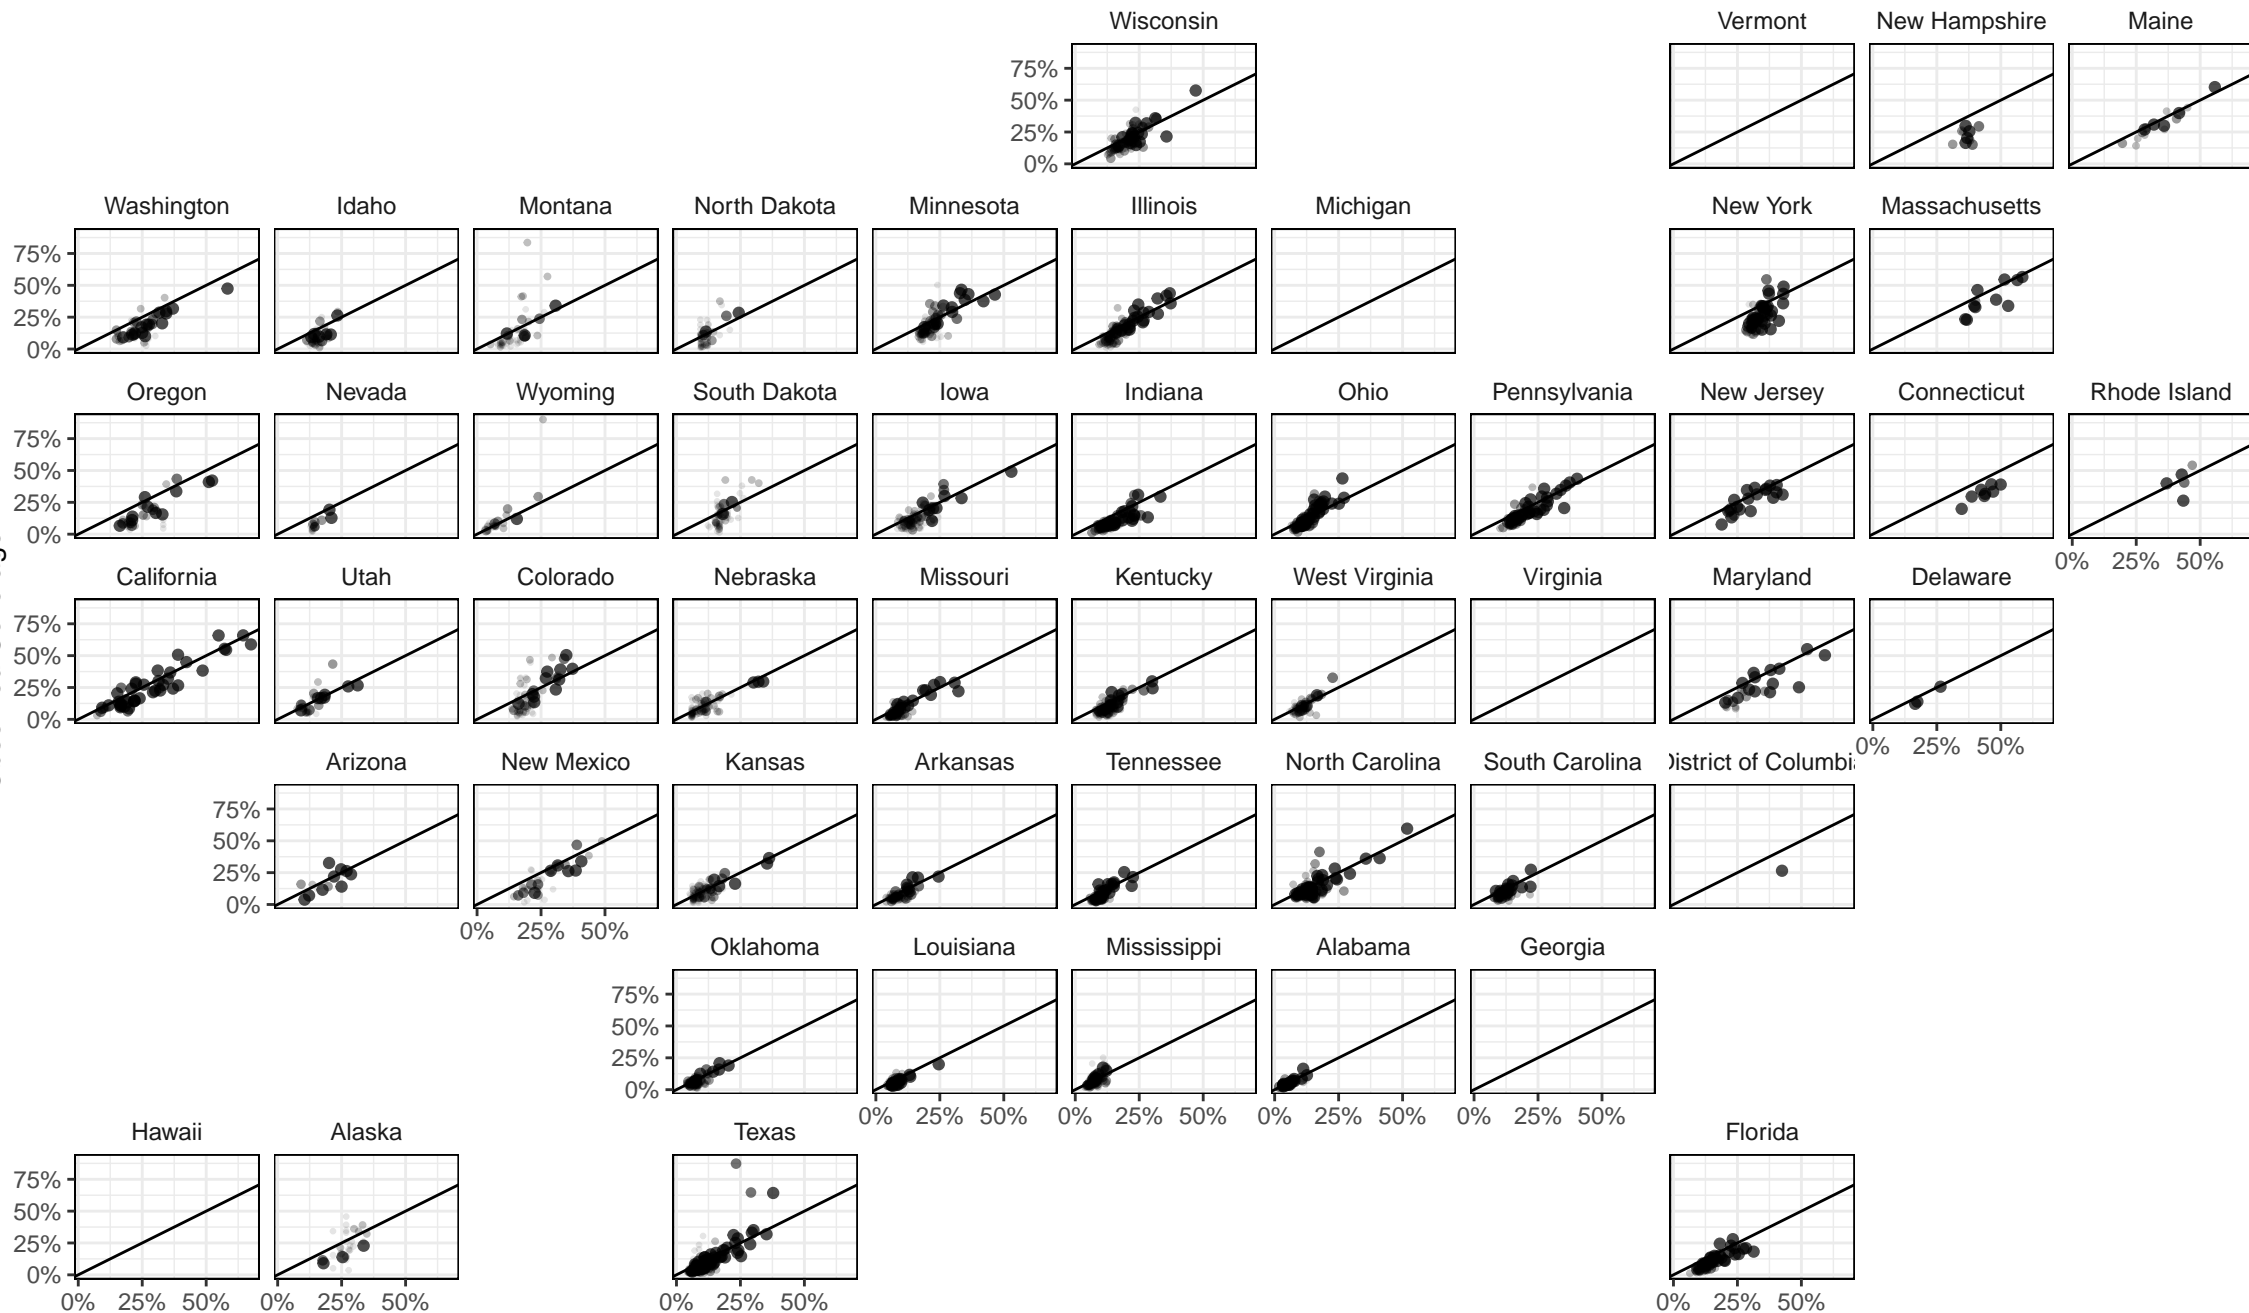 Wisconsin Vermont New Hampshire Maine
75%
50%
25%
0%
Washington Idaho Montana North Dakota Minnesota Illinois Michigan New York Massachusetts
75%
50%
25%
0%
Oregon Nevada Wyoming South Dakota Iowa Indiana Ohio Pennsylvania New Jersey Connecticut Rhode Island
75%
50%
25%
0%
0% 25% 50%
California Utah Colorado Nebraska Missouri Kentucky West Virginia Virginia Maryland Delaware
75%
50%
25%
0%
0% 25% 50%
Arizona New Mexico Kansas Arkansas Tennessee North Carolina South Carolina District of Columbia
75%
50%
25%
0%
0% 25% 50%
Oklahoma Louisiana Mississippi Alabama Georgia
75%
50%
25%
0%
0% 25% 50% 0% 25% 50% 0% 25% 50% 0% 25% 50%
Hawaii Alaska Texas Florida
75%
50%
25%
0%
0% 25% 50% 0% 25% 50% 0% 25% 50% 0% 25% 50%